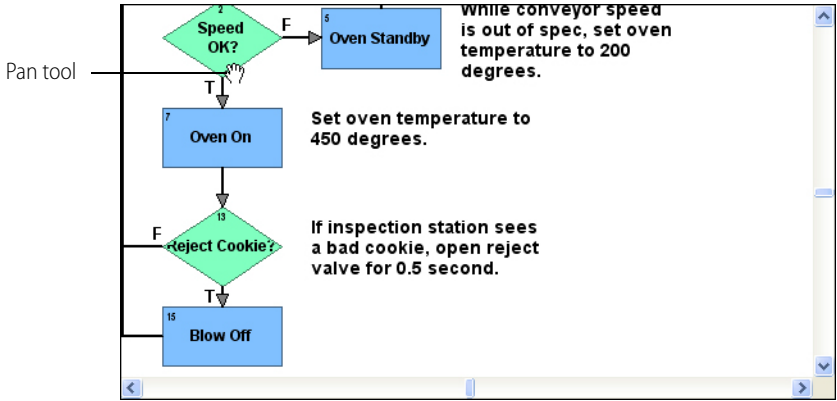 While conveyor speed
is out of spec, set oven
temperature to 200
degrees.
2
Speed
OK?
F
5
Oven Standby
Pan tool
T
7
Oven On
Set oven temperature to
450 degrees.
13
Reject Cookie?
F
If inspection station sees
a bad cookie, open reject
valve for 0.5 second.
T
15
Blow Off